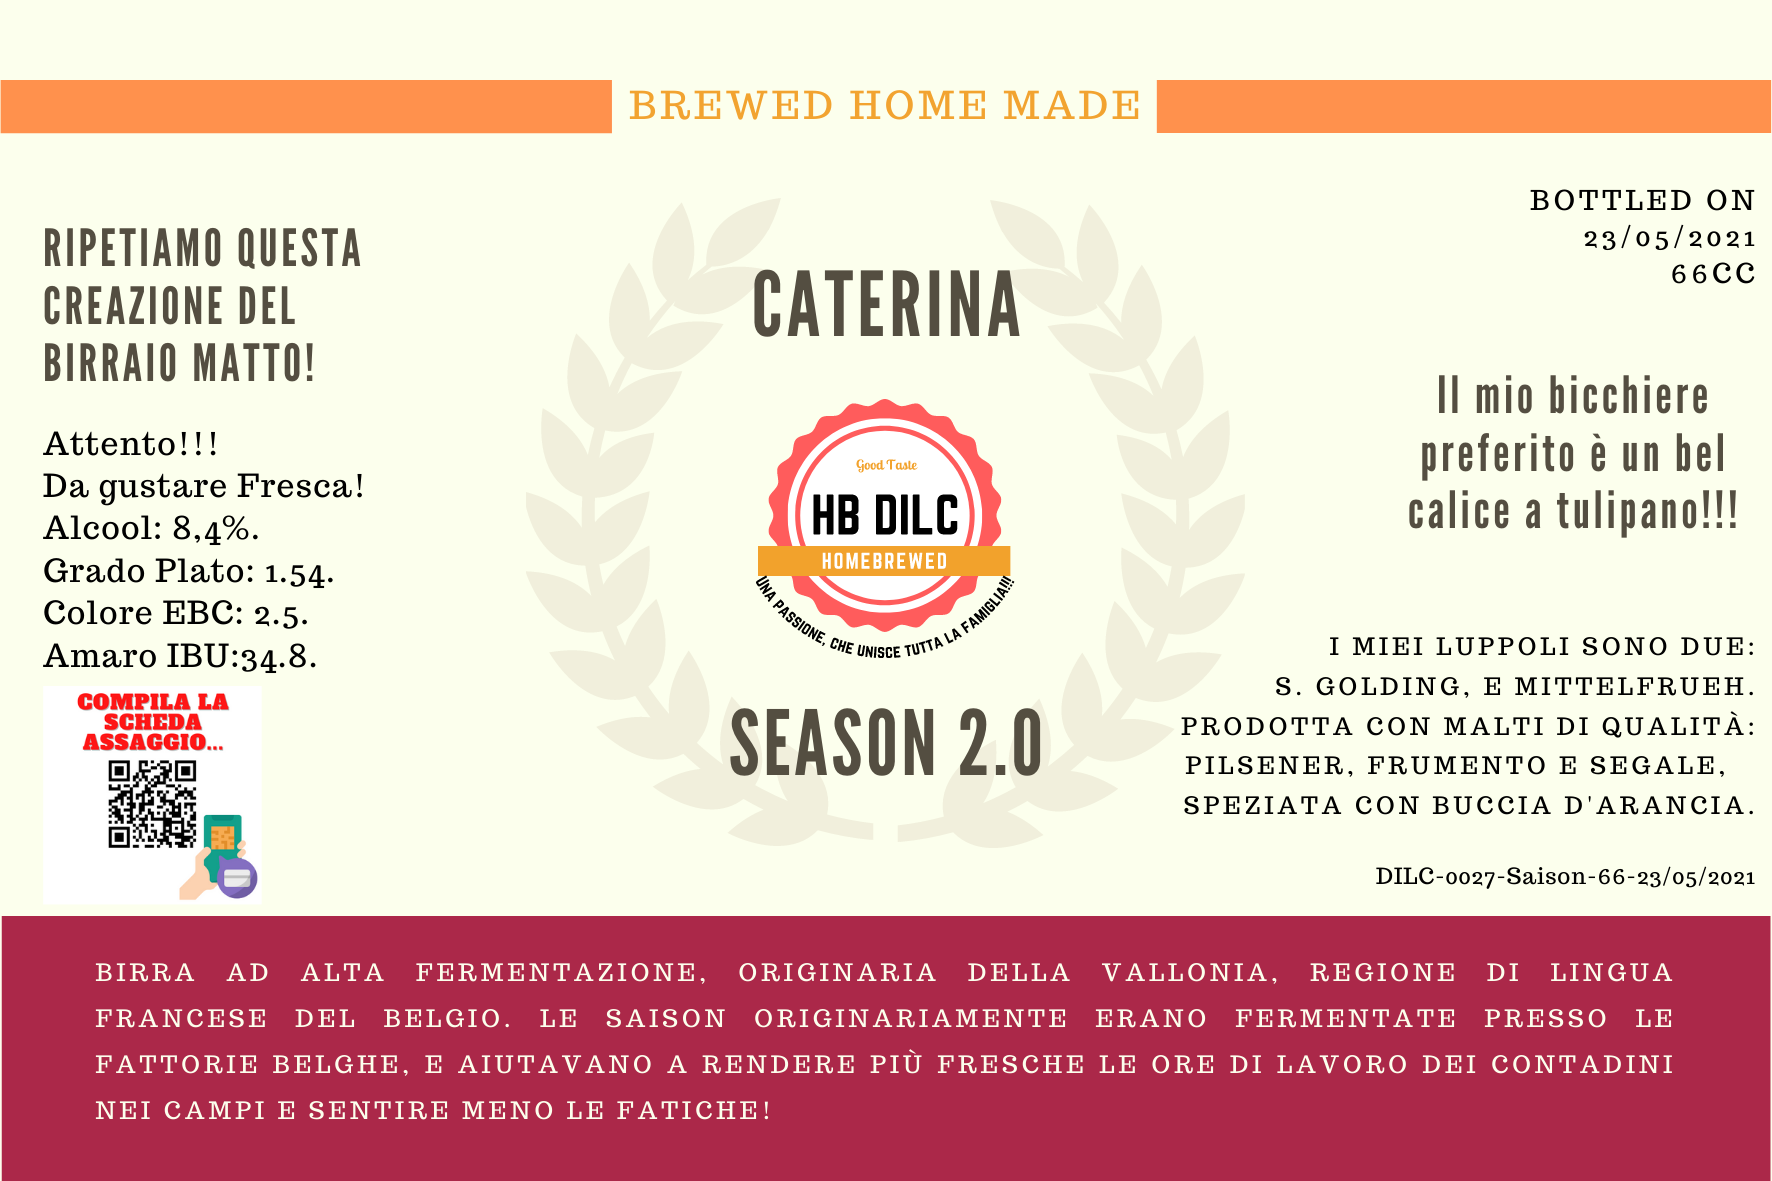 BREWED HOME MADE
RIPETIAMO QUESTA
CREAZIONE DEL
BIRRAIO MATTO!
Attento!!!
Da gustare Fresca!
Alcool: 8,4%.
Grado Plato: 1.54.
Colore EBC: 2.5.
Amaro IBU:34.8.
COMPILA LA
SCHEDA
ASSAGGIO...
CATERINA
Good Taste
HB DILC
HOMEBREWED
UNA PASSIONE, CHE UNISCE TUTTA LA FAMIGLIA!!!
SEASON 2.0
BOTTLED ON
23/05/2021
66CC
Il mio bicchiere
preferito è un bel
calice a tulipano!!!
I MIEI LUPPOLI SONO DUE:
S. GOLDING, E MITTELFRUEH.
PRODOTTA CON MALTI DI QUALITÀ:
PILSENER, FRUMENTO E SEGALE,
SPEZIATA CON BUCCIA D'ARANCIA.
DILC-0027-Saison-66-23/05/2021
BIRRA AD ALTA FERMENTAZIONE, ORIGINARIA DELLA VALLONIA, REGIONE DI LINGUA
FRANCESE DEL BELGIO. LE SAISON ORIGINARIAMENTE ERANO FERMENTATE PRESSO LE
FATTORIE BELGHE, E AIUTAVANO A RENDERE PIÙ FRESCHE LE ORE DI LAVORO DEI CONTADINI
NEI CAMPI E SENTIRE MENO LE FATICHE!